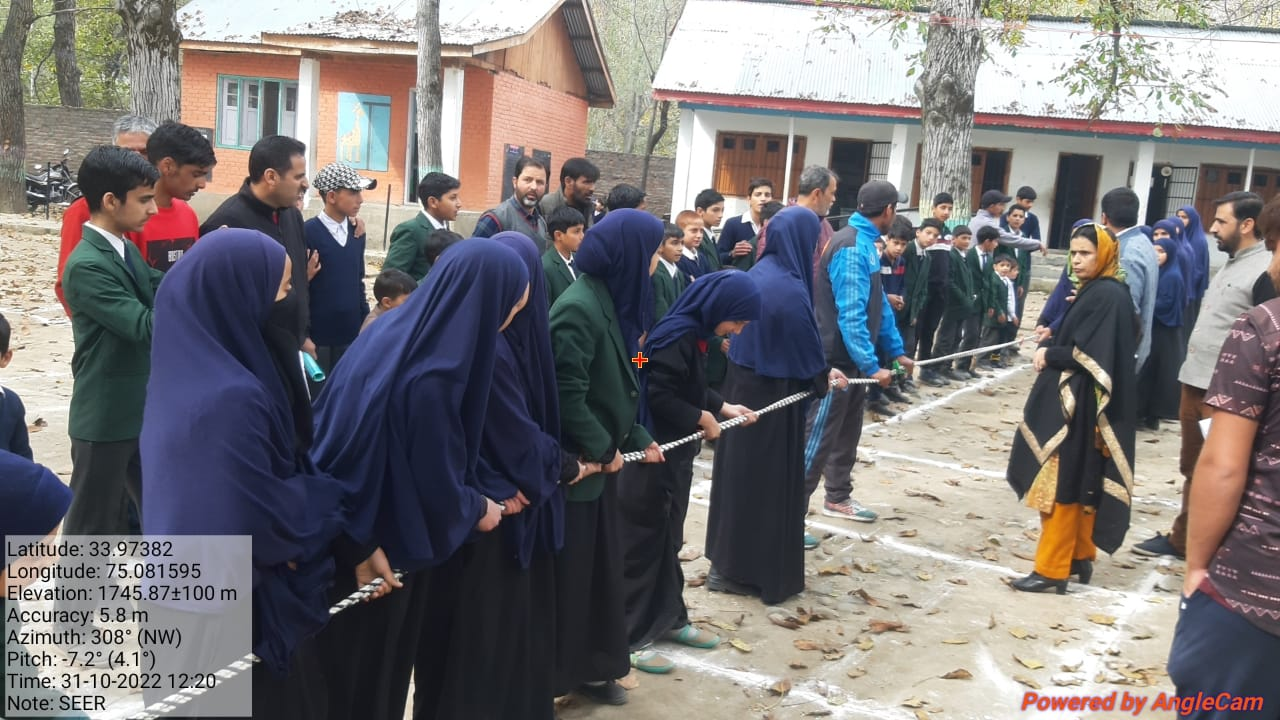 Latitude: 33.97382
Longitude: 75.081595
Elevation: 1745.87±100 m
Accuracy: 5.8 m
Azimuth: 308° (NW)
Pitch: -7.2° (4.1°)
Time: 31-10-2022 12:20
Note: SEER
Powered by AngleCam